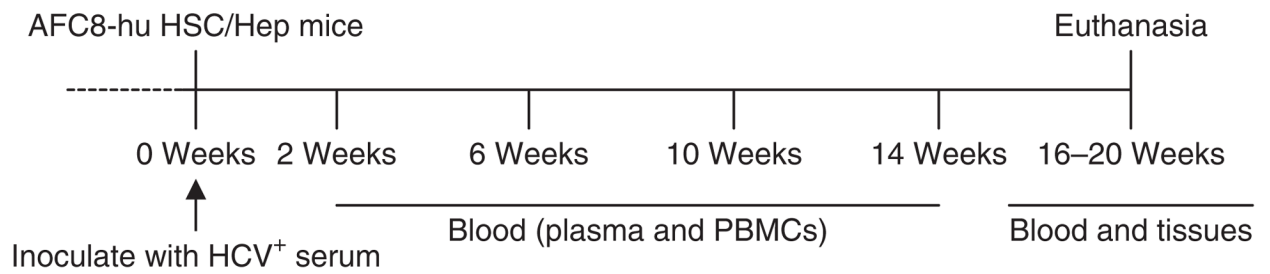 AFC8-hu HSC/Hep mice
Euthanasia
0 Weeks
2 Weeks
6 Weeks
10 Weeks
14 Weeks
16–20 Weeks
Blood (plasma and PBMCs)
Blood and tissues
Inoculate with HCV⁺ serum